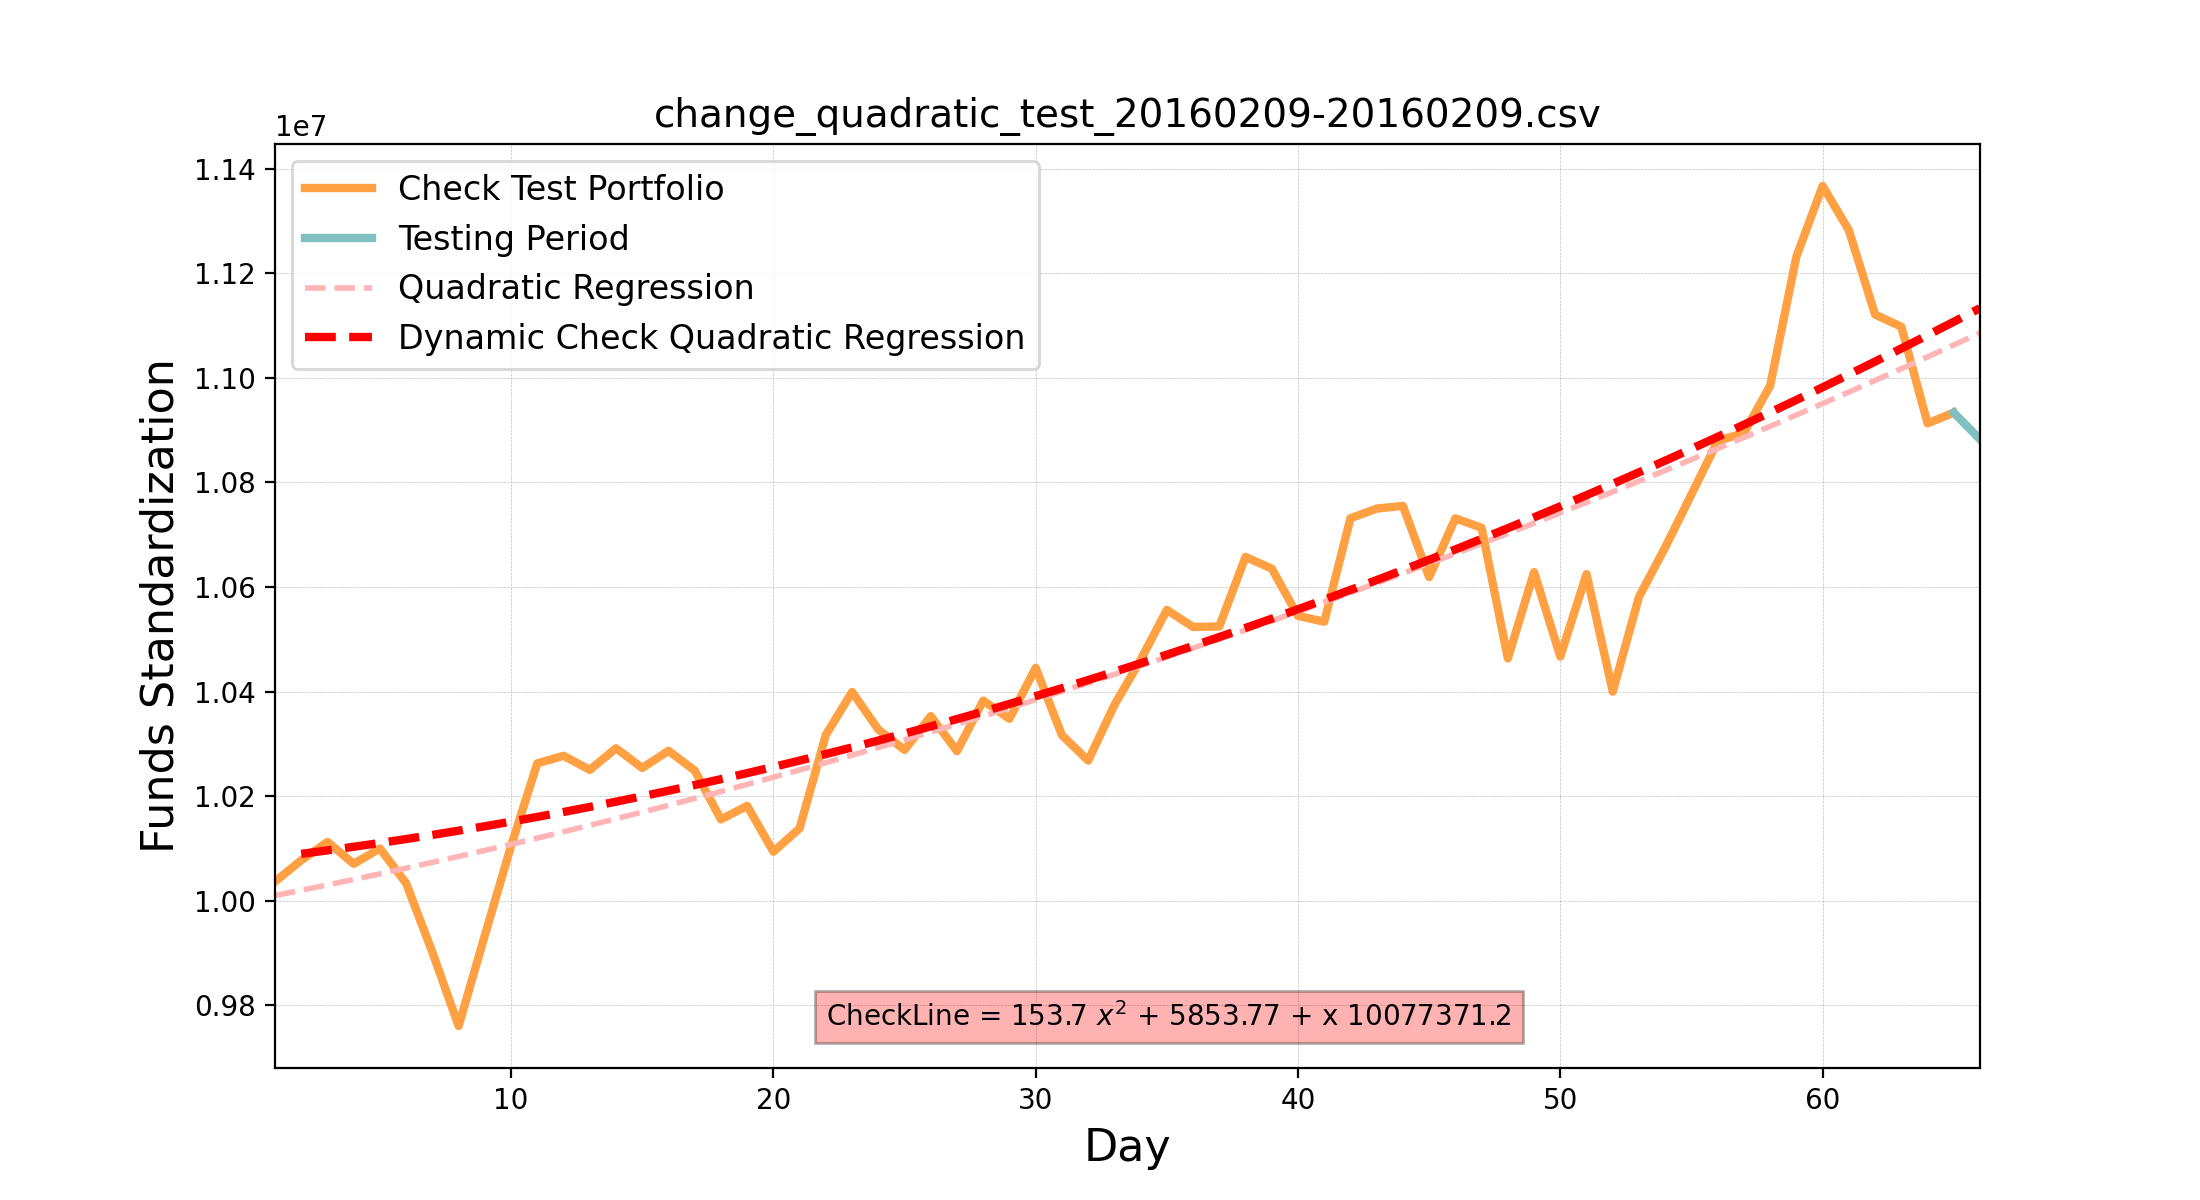 change_quadratic_test_20160209-20160209.csv
1e7
1.14
1.12
1.10
1.08
1.06
1.04
1.02
1.00
0.98
Funds Standardization
Check Test Portfolio
Testing Period
Quadratic Regression
Dynamic Check Quadratic Regression
CheckLine = 153.7 x² + 5853.77 + x 10077371.2
10 20 30 40 50 60
Day